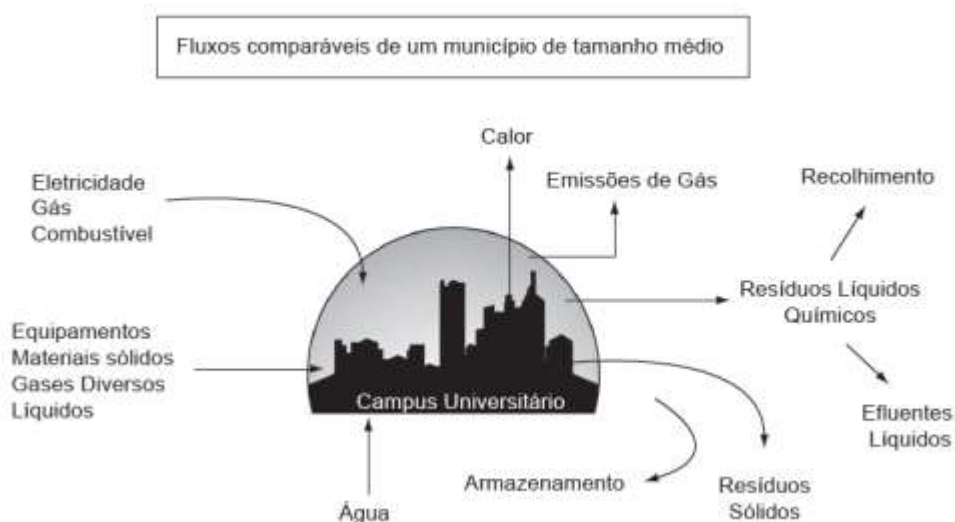 Fluxos comparáveis de um município de tamanho médio
Calor
Eletricidade
Gás
Combustível
Emissões de Gás
Recolhimento
Resíduos Líquidos
Químicos
Equipamentos
Materiais sólidos
Gases Diversos
Líquidos
Campus Universitário
Efluentes
Líquidos
Armazenamento
Resíduos
Sólidos
Água